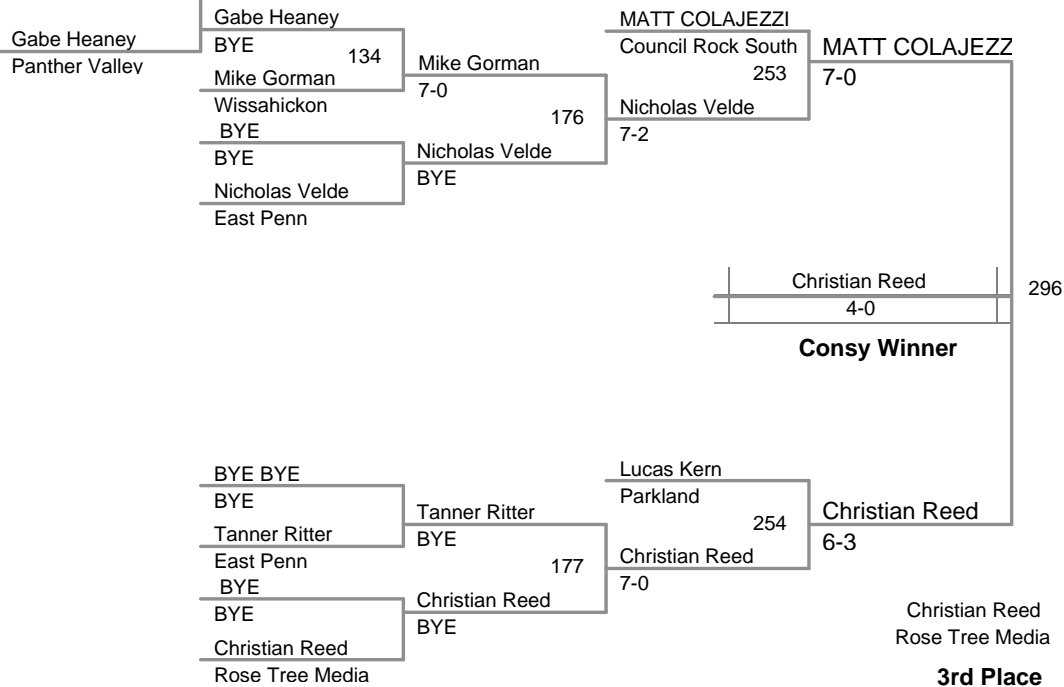 Gabe Heaney
Panther Valley
Gabe Heaney
BYE
134
Mike Gorman
Wissahickon
BYE
BYE
Nicholas Velde
East Penn
Mike Gorman
7-0
176
Nicholas Velde
BYE
MATT COLAJEZZI
Council Rock South
253
Nicholas Velde
7-2
MATT COLAJEZZ
7-0
Christian Reed
4-0
296
Consy Winner
BYE BYE
BYE
Tanner Ritter
East Penn
BYE
BYE
Christian Reed
Rose Tree Media
Tanner Ritter
BYE
177
Christian Reed
BYE
Lucas Kern
Parkland
254
Christian Reed
7-0
Christian Reed
6-3
Christian Reed
Rose Tree Media
3rd Place